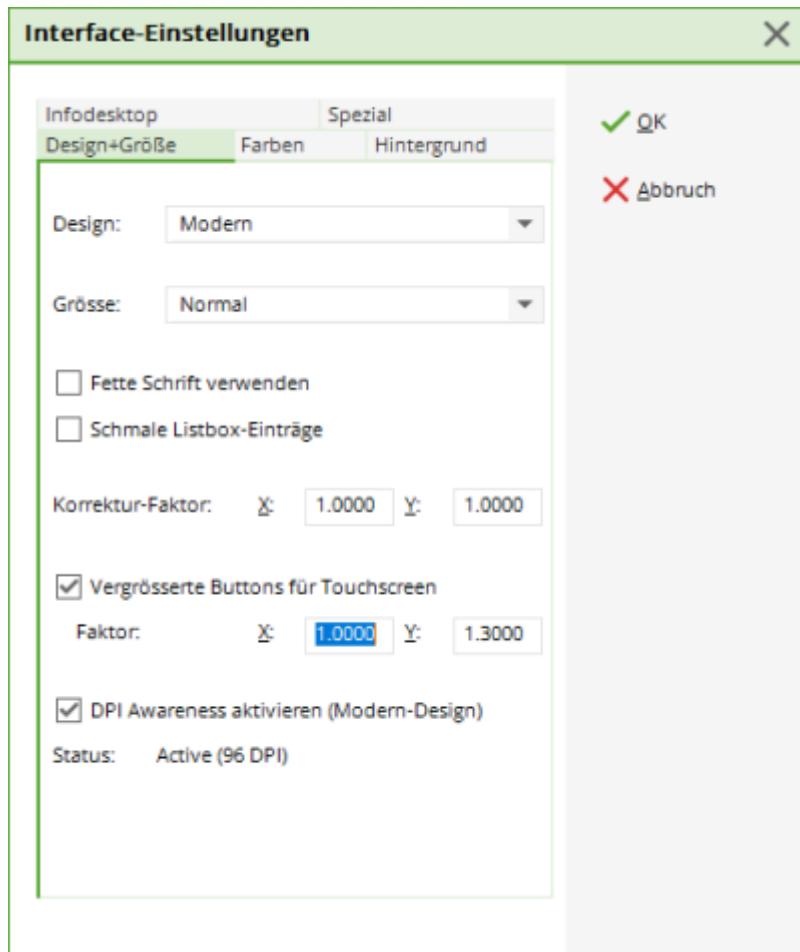 Interface-Einstellungen
Infodesktop Spezial
Design+Größe Farben Hintergrund
OK
Abbruch
Design: Modern
Grösse: Normal
Fette Schrift verwenden
Schmale Listbox-Einträge
Korrektur-Faktor: X: 1.0000 Y: 1.0000
Vergrösserte Buttons für Touchscreen
Faktor: X: 1.0000 Y: 1.3000
DPI Awareness aktivieren (Modern-Design)
Status: Active (96 DPI)